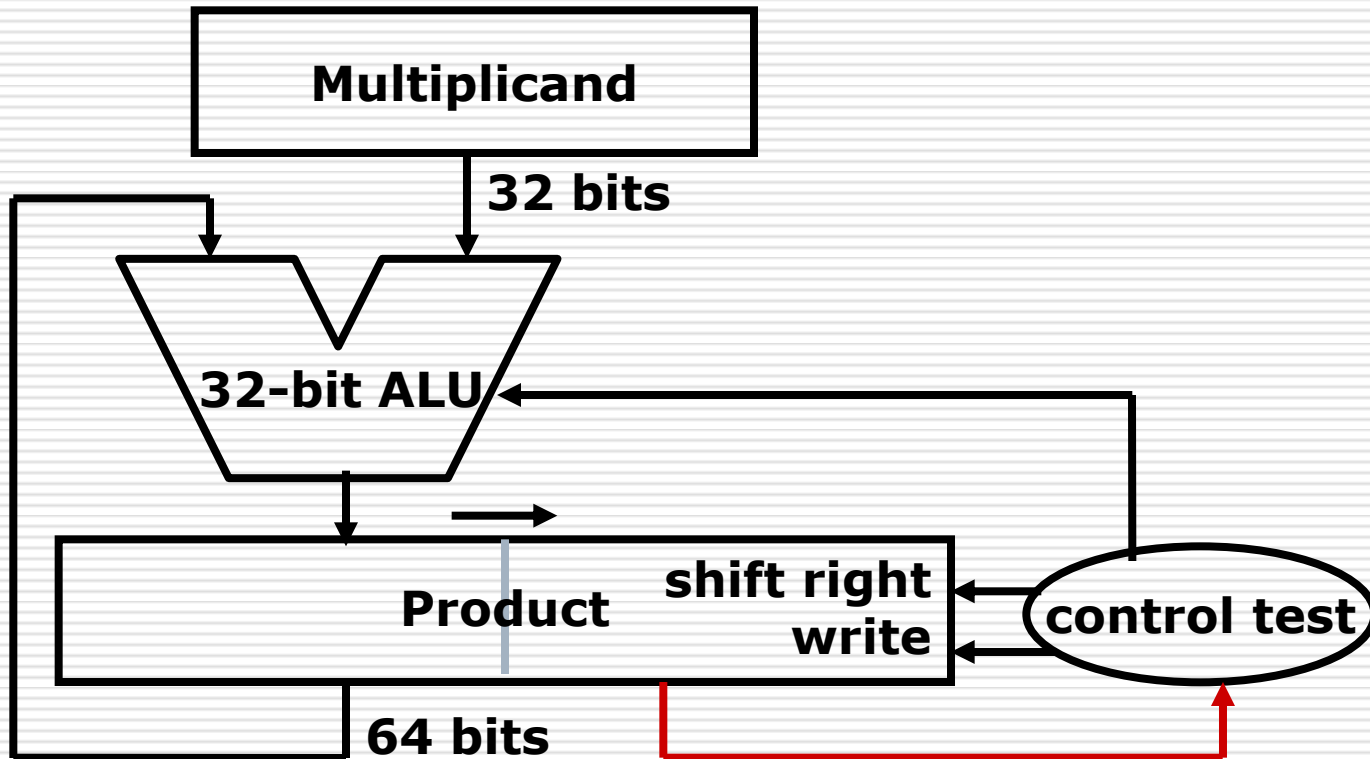 Multiplicand
32 bits
32-bit ALU
Product
shift right
write
control test
64 bits